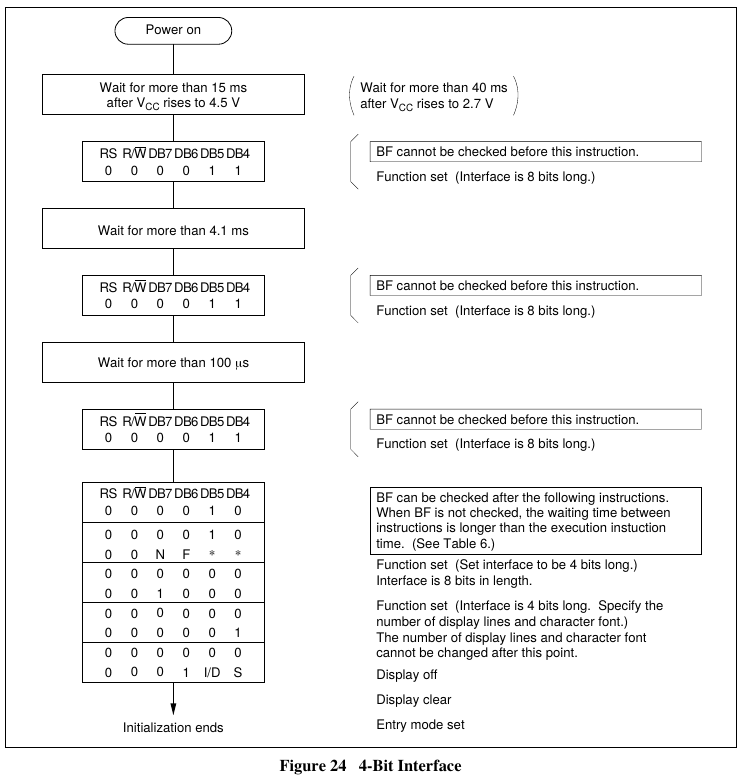 Power on
Wait for more than 15 ms
after VCC rises to 4.5 V
Wait for more than 40 ms
after VCC rises to 2.7 V
RS R/W̅ DB7 DB6 DB5 DB4
0 0 0 0 1 1
BF cannot be checked before this instruction.
Function set (Interface is 8 bits long.)
Wait for more than 4.1 ms
RS R/W̅ DB7 DB6 DB5 DB4
0 0 0 0 1 1
BF cannot be checked before this instruction.
Function set (Interface is 8 bits long.)
Wait for more than 100 µs
RS R/W̅ DB7 DB6 DB5 DB4
0 0 0 0 1 1
BF cannot be checked before this instruction.
Function set (Interface is 8 bits long.)
RS R/W̅ DB7 DB6 DB5 DB4
0 0 0 0 1 0
0 0 0 0 1 0
0 0 N F * *
0 0 0 0 0 0
0 0 1 0 0 0
0 0 0 0 0 0
0 0 0 0 0 1
0 0 0 0 0 0
0 0 0 1 I/D S
BF can be checked after the following instructions.
When BF is not checked, the waiting time between
instructions is longer than the execution instuction
time. (See Table 6.)
Function set (Set interface to be 4 bits long.)
Interface is 8 bits in length.
Function set (Interface is 4 bits long. Specify the
number of display lines and character font.)
The number of display lines and character font
cannot be changed after this point.
Display off
Display clear
Entry mode set
Initialization ends
Figure 24 4-Bit Interface